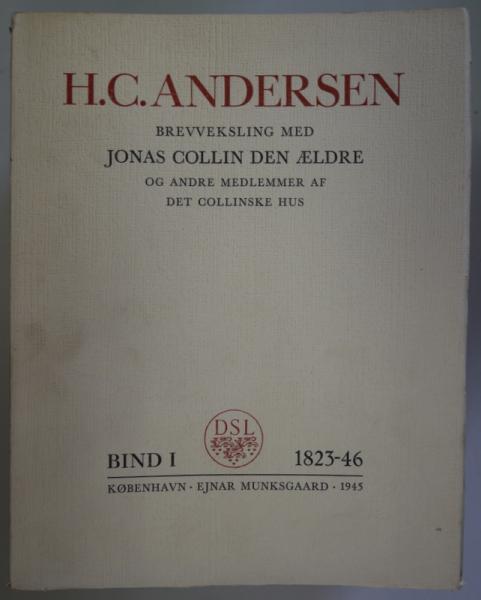 H.C. ANDERSEN
BREVVEKSLING MED
JONAS COLLIN DEN ÆLDRE
OG ANDRE MEDLEMMER AF
DET COLLINSKE HUS
DSL
BIND I 1823-46
KØBENHAVN · EJNAR MUNKSGAARD · 1945